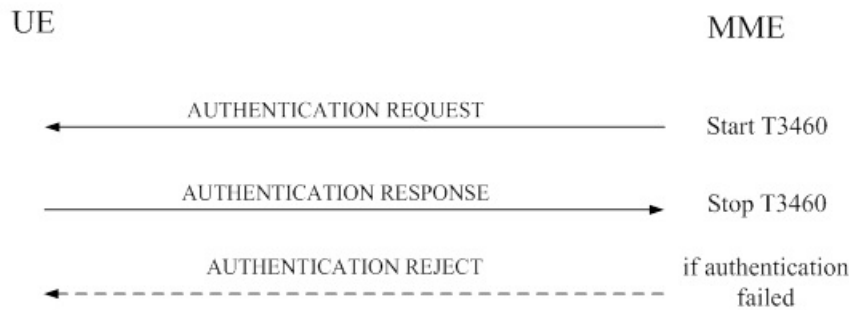 UE
MME
AUTHENTICATION REQUEST
Start T3460
AUTHENTICATION RESPONSE
Stop T3460
AUTHENTICATION REJECT
if authentication
failed